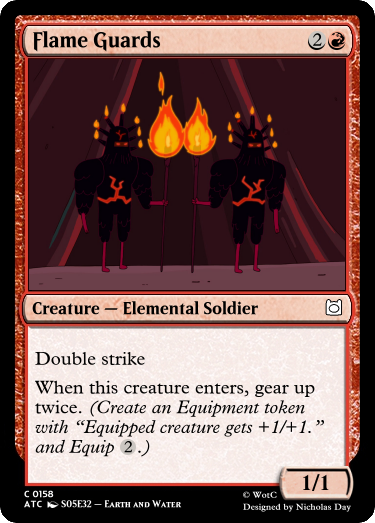 Flame Guards 2
Creature — Elemental Soldier
Double strike
When this creature enters, gear up
twice. (Create an Equipment token
with “Equipped creature gets +1/+1.”
and Equip 2.)
1/1
C 0158
ATC S05E32 – Earth and Water
© WotC
Designed by Nicholas Day